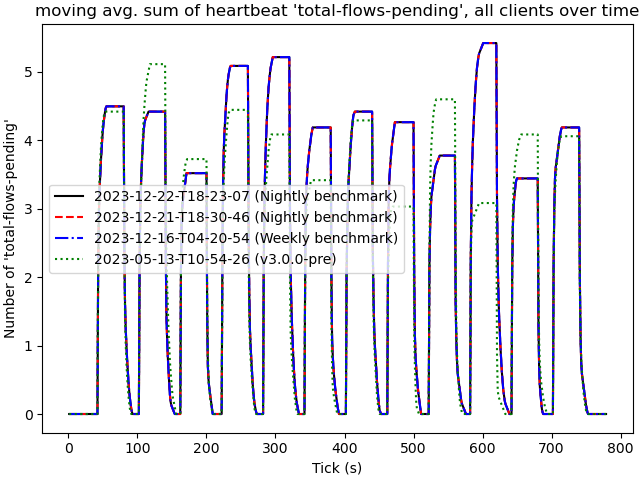 moving avg. sum of heartbeat 'total-flows-pending', all clients over time
Number of 'total-flows-pending'
5
4
3
2
1
0
2023-12-22-T18-23-07 (Nightly benchmark)
2023-12-21-T18-30-46 (Nightly benchmark)
2023-12-16-T04-20-54 (Weekly benchmark)
2023-05-13-T10-54-26 (v3.0.0-pre)
0 100 200 300 400 500 600 700 800
Tick (s)